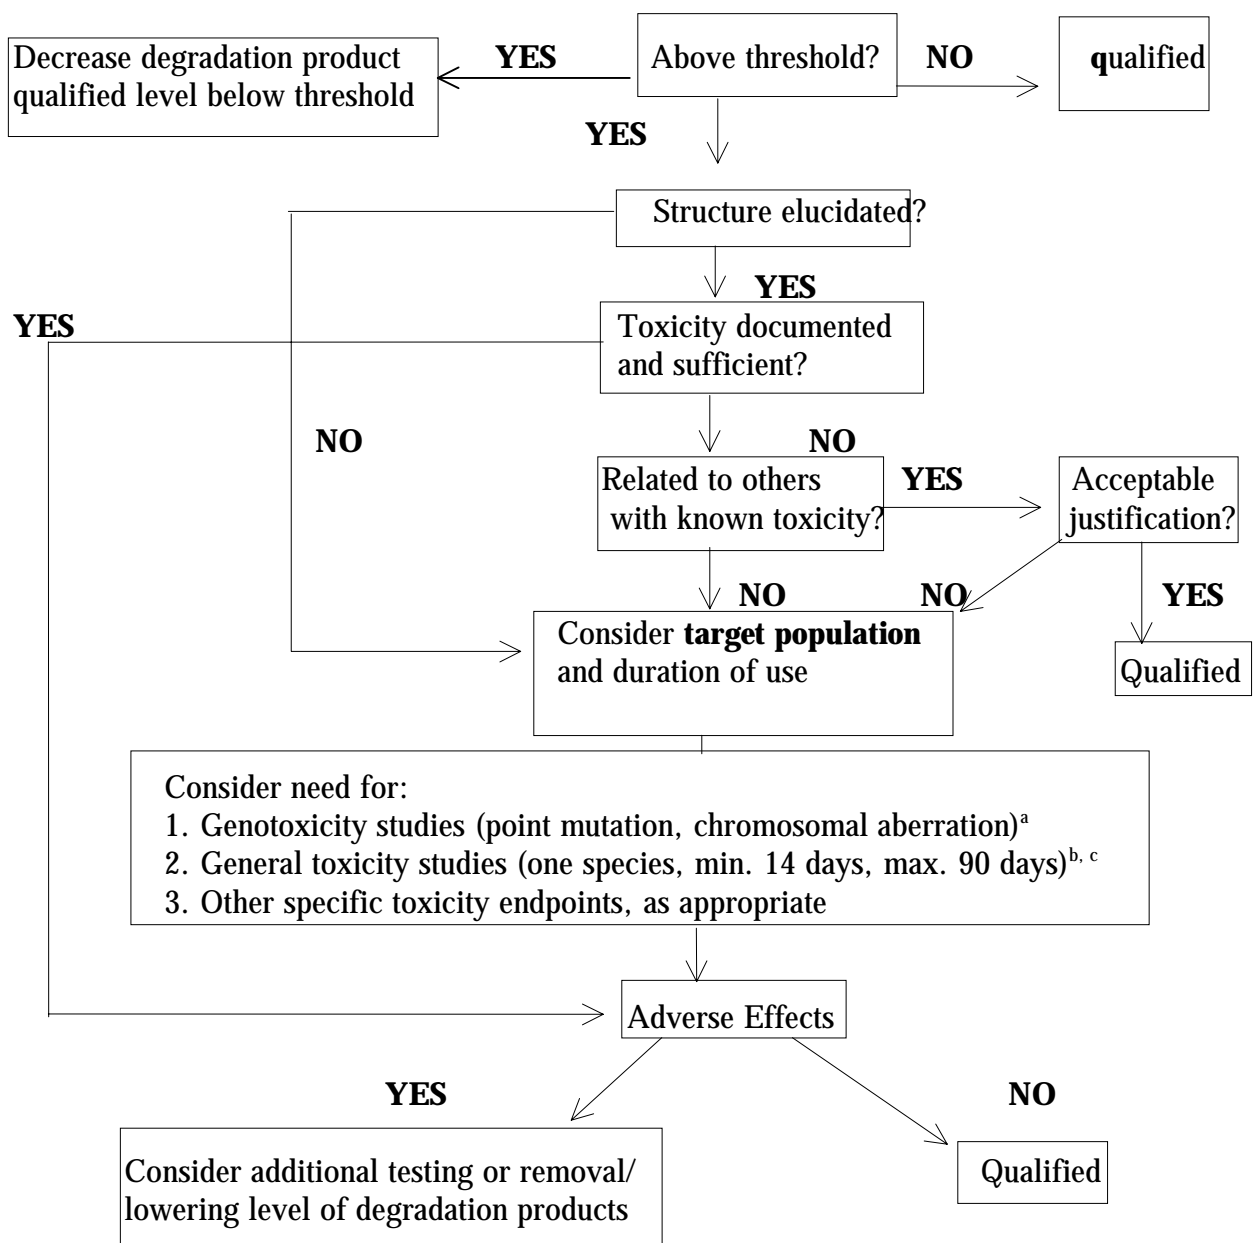 Decrease degradation product
qualified level below threshold
YES
Above threshold?
NO
qualified
YES
Structure elucidated?
YES
YES
Toxicity documented
and sufficient?
NO
NO
Related to others
with known toxicity?
YES
Acceptable
justification?
NO
NO
YES
Consider target population
and duration of use
Qualified
Consider need for:
1. Genotoxicity studies (point mutation, chromosomal aberration)a
2. General toxicity studies (one species, min. 14 days, max. 90 days)b, c
3. Other specific toxicity endpoints, as appropriate
Adverse Effects
YES
NO
Consider additional testing or removal/
lowering level of degradation products
Qualified